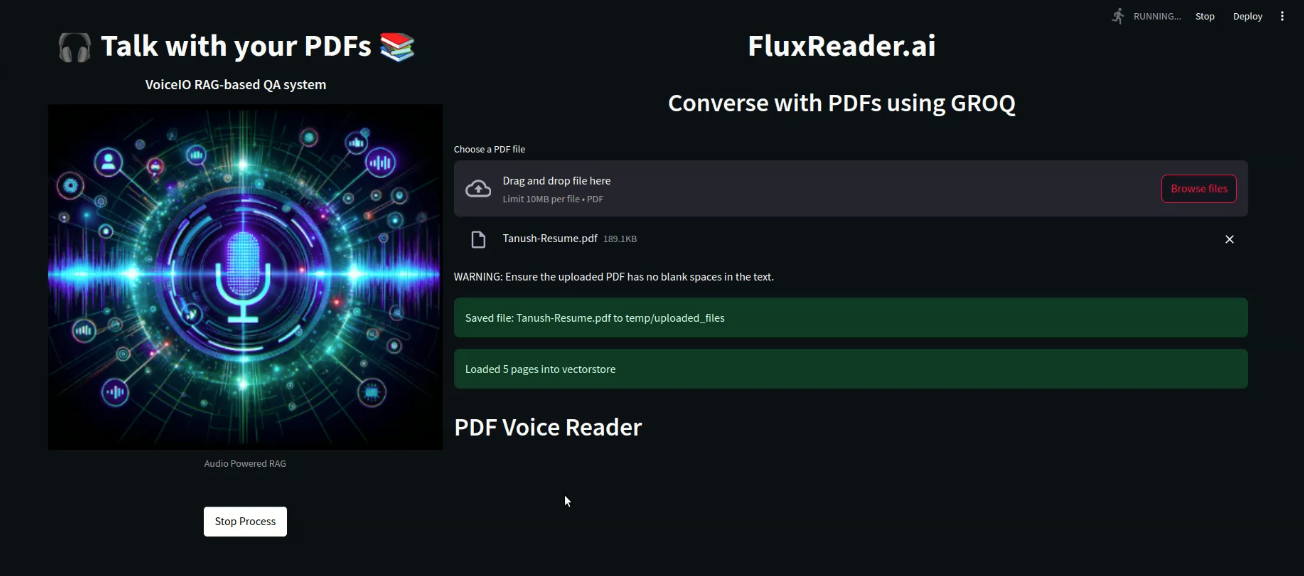 RUNNING...
Stop
Deploy
🎧 Talk with your PDFs 📚
VoiceIO RAG-based QA system
Audio Powered RAG
Stop Process
FluxReader.ai
Converse with PDFs using GROQ
Choose a PDF file
Drag and drop file here
Limit 10MB per file • PDF
Browse files
Tanush-Resume.pdf 189.1KB
WARNING: Ensure the uploaded PDF has no blank spaces in the text.
Saved file: Tanush-Resume.pdf to temp/uploaded_files
Loaded 5 pages into vectorstore
PDF Voice Reader